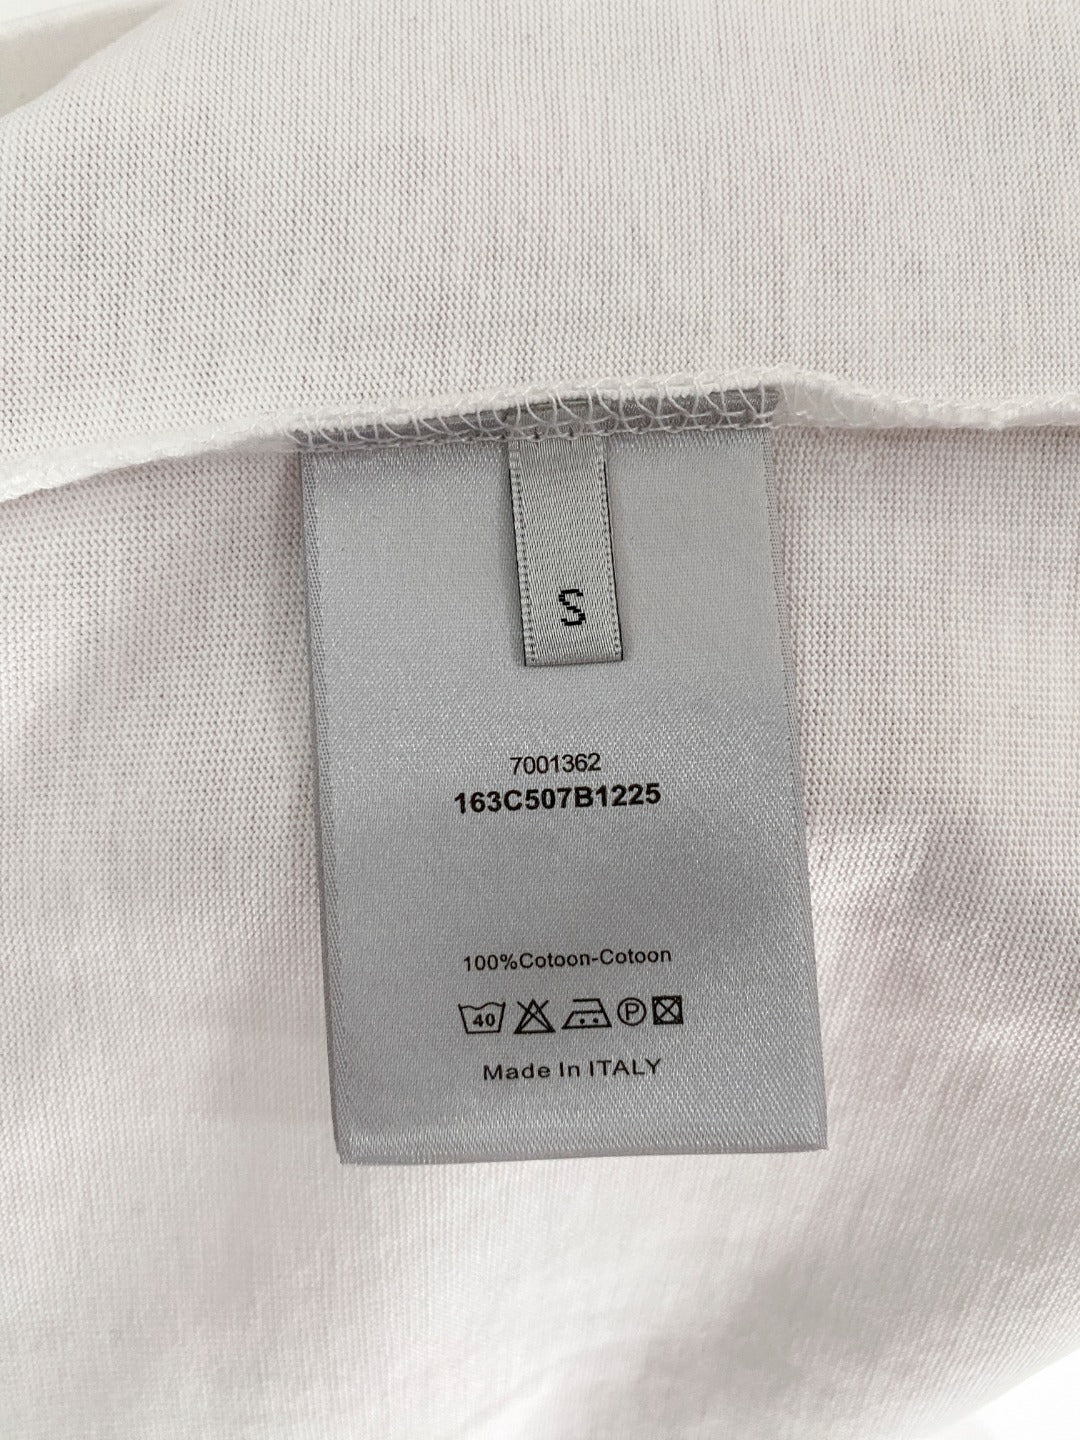 S
7001362
163C507B1225
100%Cotoon-Cotoon
40 P
Made In ITALY